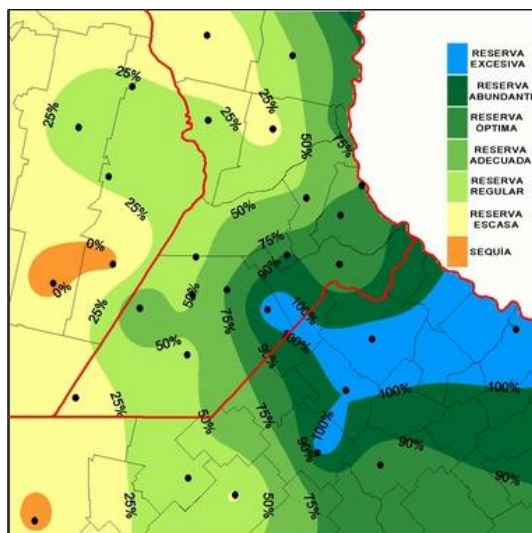 RESERVA
EXCESIVA
RESERVA
ABUNDANTE
RESERVA
ÓPTIMA
RESERVA
ADECUADA
RESERVA
REGULAR
RESERVA
ESCASA
SEQUÌA
25%
25%
25%
25%
50%
75%
25%
50%
0%
0%
75%
90%
25%
50%
75%
100%
50%
100%
90%
100%
25%
100%
50%
75%
100%
90%
90%
90%
25%
50%
75%